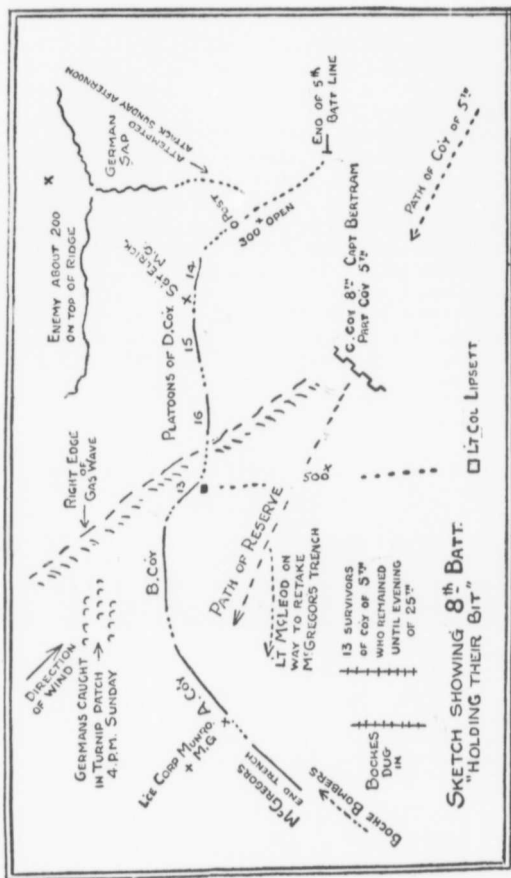 DIRECTION
OF WIND
GERMANS CAUGHT
IN TURNIP PATCH
4. P.M. SUNDAY
RIGHT EDGE
OF
GAS WAVE
ENEMY ABOUT 200
ON TOP OF RIDGE
X
GERMAN
SAP
ATTEMPTED
ATTACK SUNDAY AFTERNOON
L'CE CORP MUNRO.
+ M.G
A. COY
B. COY
13
16
15
14.
PLATOONS OF D. COY
SGT ELRICK
M.G.
X
POST
300 + OPEN
END OF 5TH
BATT LINE
McGREGORS
END TRENCH
BOCHE BOMBERS
PATH OF RESERVE
LT McLEOD ON
WAY TO RETAKE
McGREGORS TRENCH
500X
C. COY 8TH CAPT BERTRAM
PART COY 5TH
PATH OF COY OF 5TH
BOCHES
DUG
IN
13 SURVIVORS
OF COY OF 5TH
WHO REMAINED
UNTIL EVENING
OF 25TH
LT. COL LIPSETT
SKETCH SHOWING 8TH BATT.
"HOLDING THEIR BIT"